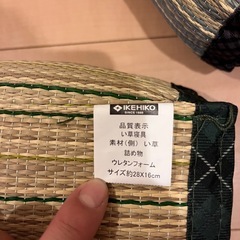 IKEHIKO
SINCE 1886
品質表示
い草寝具
素材(側) い草
詰め物
ウレタンフォーム
サイズ約28X16cm